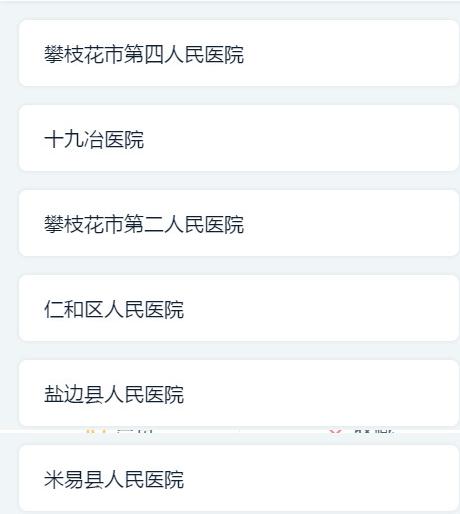 攀枝花市第四人民医院
十九冶医院
攀枝花市第二人民医院
仁和区人民医院
盐边县人民医院
米易县人民医院